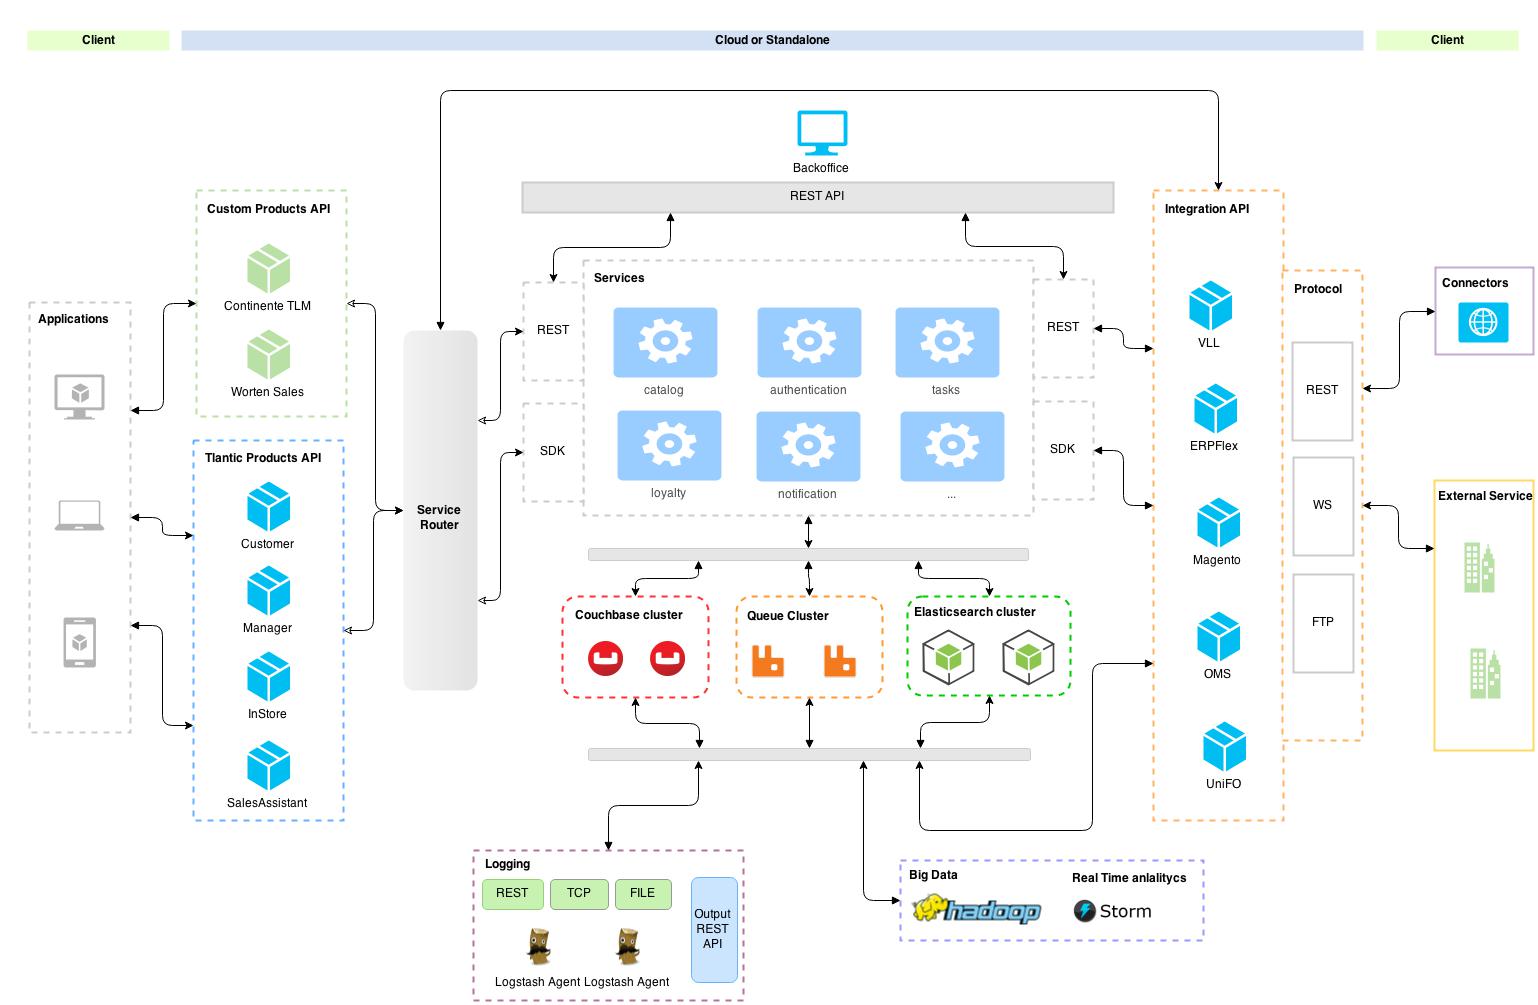 Client
Cloud or Standalone
Client
Backoffice
REST API
Applications
Custom Products API
Continente TLM
Worten Sales
Tlantic Products API
Customer
Manager
InStore
SalesAssistant
Service
Router
REST
SDK
Services
catalog
authentication
tasks
loyalty
notification
...
REST
SDK
Couchbase cluster
Queue Cluster
Elasticsearch cluster
Integration API
VLL
ERPFlex
Magento
OMS
UniFO
Protocol
REST
WS
FTP
Connectors
External Service
Logging
REST
TCP
FILE
Output
REST
API
Logstash Agent
Logstash Agent
Big Data
hadoop
Real Time anlalitycs
Storm